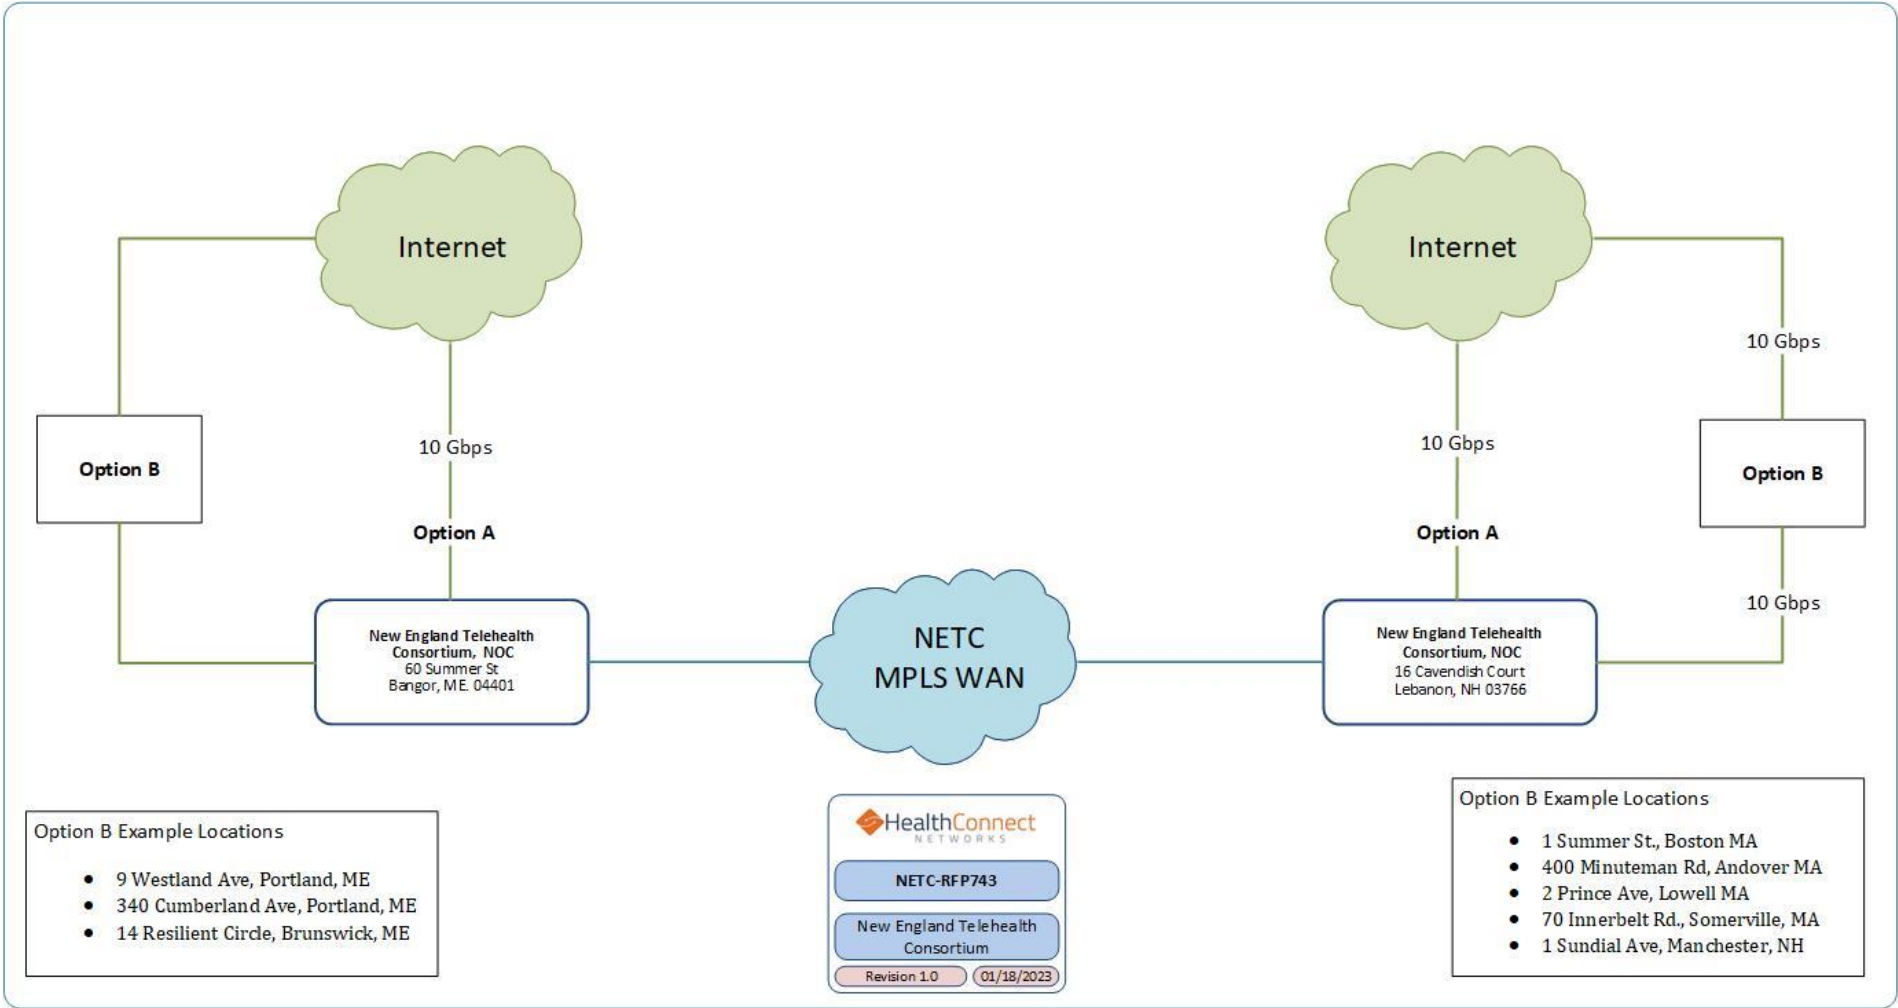 Internet
Internet
10 Gbps
Option B
10 Gbps
10 Gbps
Option B
Option A
Option A
10 Gbps
New England Telehealth
Consortium, NOC
60 Summer St
Bangor, ME. 04401
NETC
MPLS WAN
New England Telehealth
Consortium, NOC
16 Cavendish Court
Lebanon, NH 03766
Option B Example Locations
• 9 Westland Ave, Portland, ME
• 340 Cumberland Ave, Portland, ME
• 14 Resilient Circle, Brunswick, ME
HealthConnect
NETWORKS
NETC-RFP743
New England Telehealth
Consortium
Revision 1.0
01/18/2023
Option B Example Locations
• 1 Summer St., Boston MA
• 400 Minuteman Rd, Andover MA
• 2 Prince Ave, Lowell MA
• 70 Innerbelt Rd., Somerville, MA
• 1 Sundial Ave, Manchester, NH